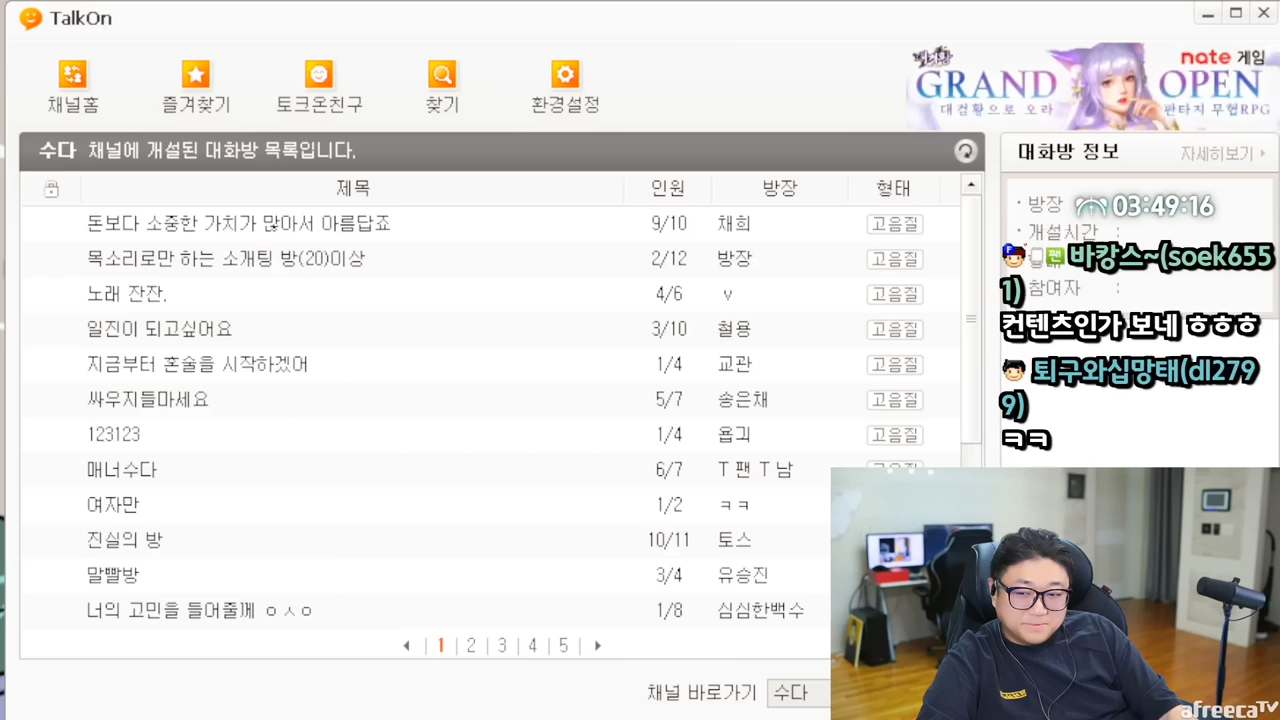 TalkOn
채널홈
즐겨찾기
토크온친구
찾기
환경설정
GRAND
OPEN
nate 게임
대검황으로 오라
판타지 무협RPG
수다 채널에 개설된 대화방 목록입니다.
제목 인원 방장 형태
돈보다 소중한 가치가 많아서 아름답죠 9/10 채희 고음질
목소리로만 하는 소개팅 방(20)이상 2/12 방장 고음질
노래 잔잔. 4/6 v 고음질
일진이 되고싶어요 3/10 철용 고음질
지금부터 혼술을 시작하겠어 1/4 교관 고음질
싸우지들마세요 5/7 송은채 고음질
123123 1/4 욥긔 고음질
매너수다 6/7 T 팬 T 남 고음질
여자만 1/2 ㅋㅋ
진실의 방 10/11 토스
말빨방 3/4 유승진
너의 고민을 들어줄께 ㅇㅅㅇ 1/8 심심한백수
1 | 2 | 3 | 4 | 5
채널 바로가기 수다
대화방 정보 자세히보기
방장
03:49:16
개설시간 :
참여자 :
바캉스~(soek655
1)
컨텐츠인가 보네 ㅎㅎㅎ
퇴구와십망태(dl279
9)
ㅋㅋ
afreecaTV